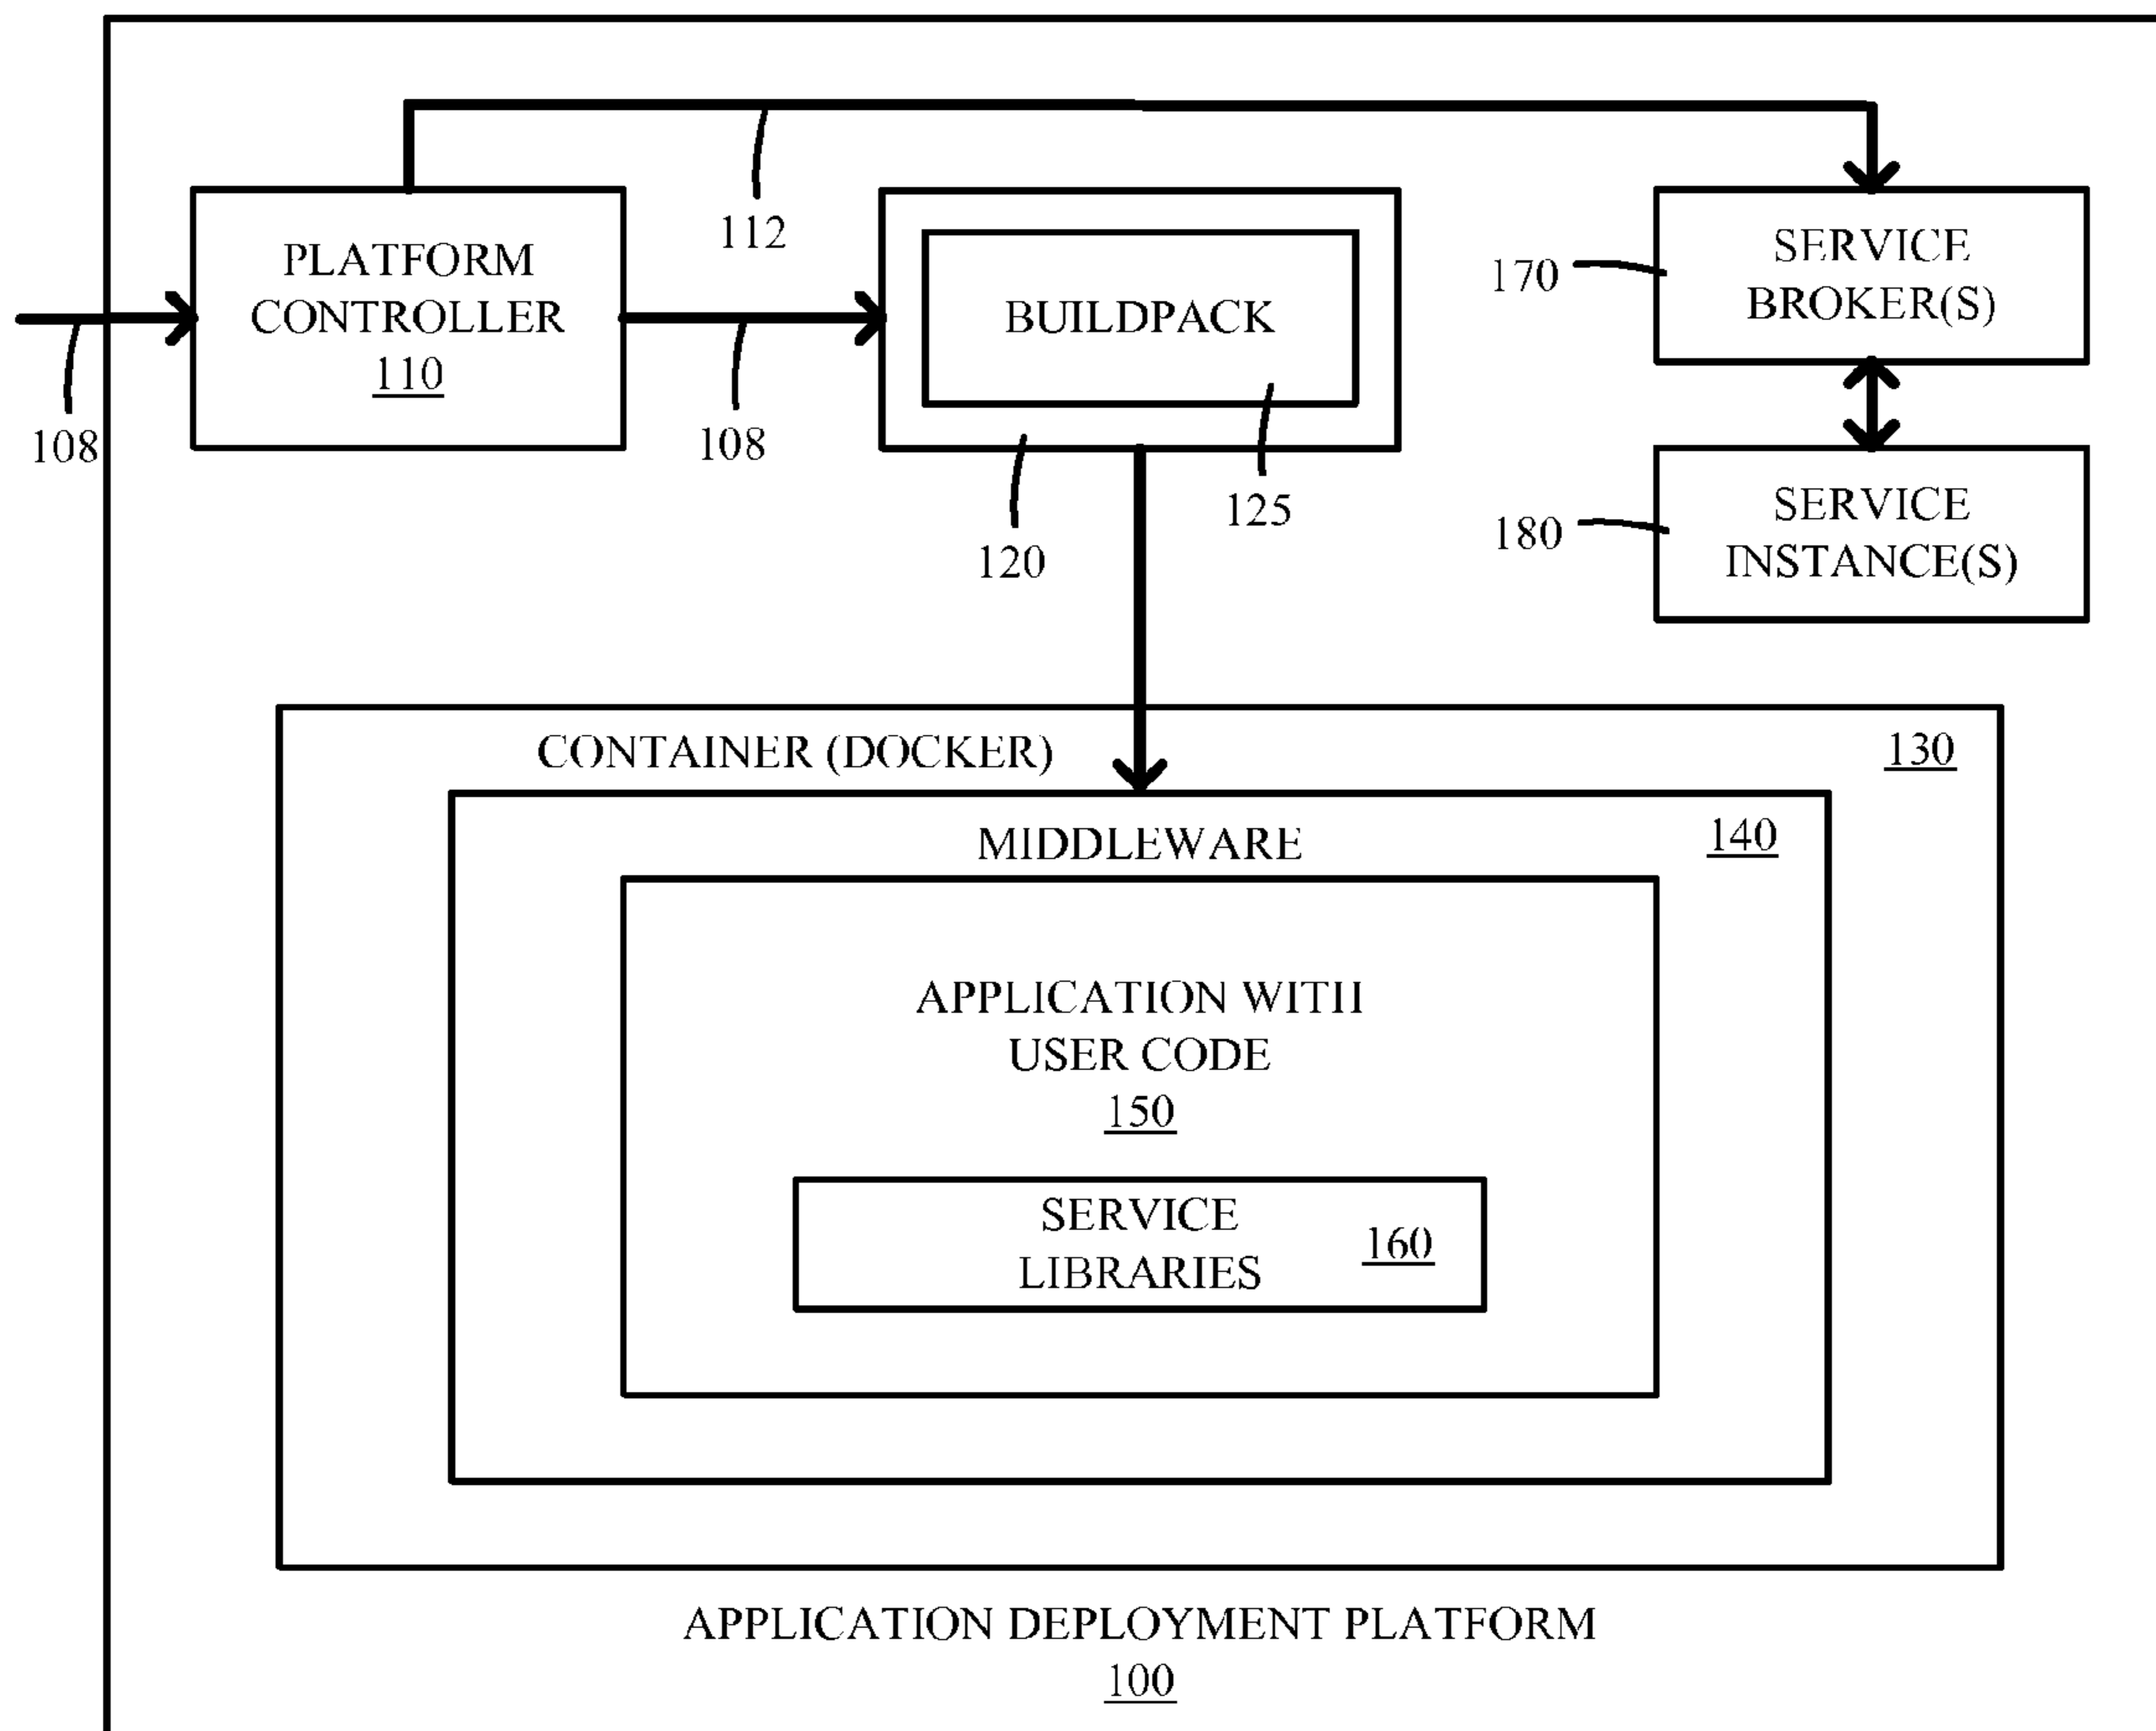 112
PLATFORM
CONTROLLER
110
108
108
BUILDPACK
125
120
SERVICE
BROKER(S)
170
SERVICE
INSTANCE(S)
180
CONTAINER (DOCKER)
130
MIDDLEWARE
140
APPLICATION WITH
USER CODE
150
SERVICE
LIBRARIES
160
APPLICATION DEPLOYMENT PLATFORM
100